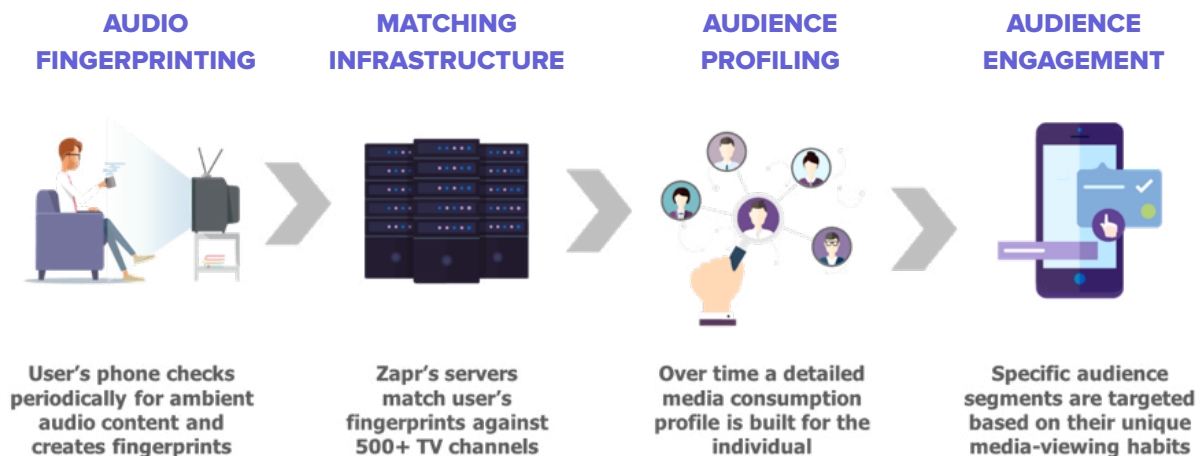 AUDIO
FINGERPRINTING
MATCHING
INFRASTRUCTURE
AUDIENCE
PROFILING
AUDIENCE
ENGAGEMENT
User's phone checks
periodically for ambient
audio content and
creates fingerprints
Zapr's servers
match user's
fingerprints against
500+ TV channels
Over time a detailed
media consumption
profile is built for the
individual
Specific audience
segments are targeted
based on their unique
media-viewing habits